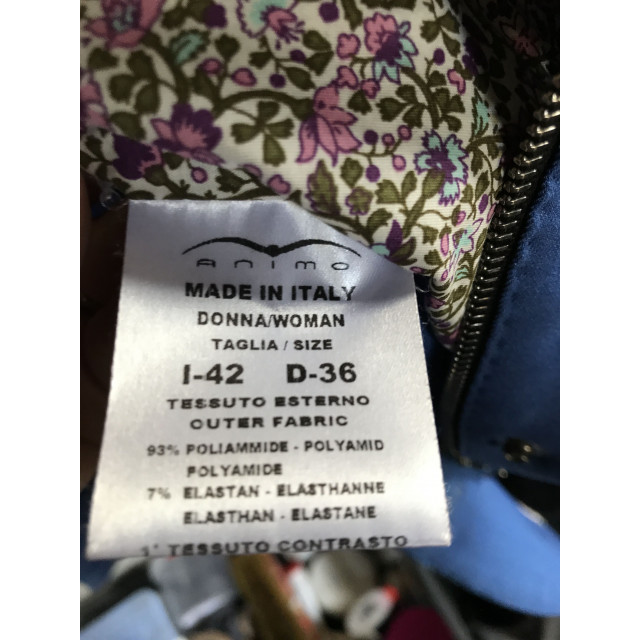 Animo
MADE IN ITALY
DONNA/WOMAN
TAGLIA / SIZE
I-42 D-36
TESSUTO ESTERNO
OUTER FABRIC
93% POLIAMMIDE - POLYAMID
POLYAMIDE
7% ELASTAN - ELASTHANNE
ELASTHAN - ELASTANE
1° TESSUTO CONTRASTO